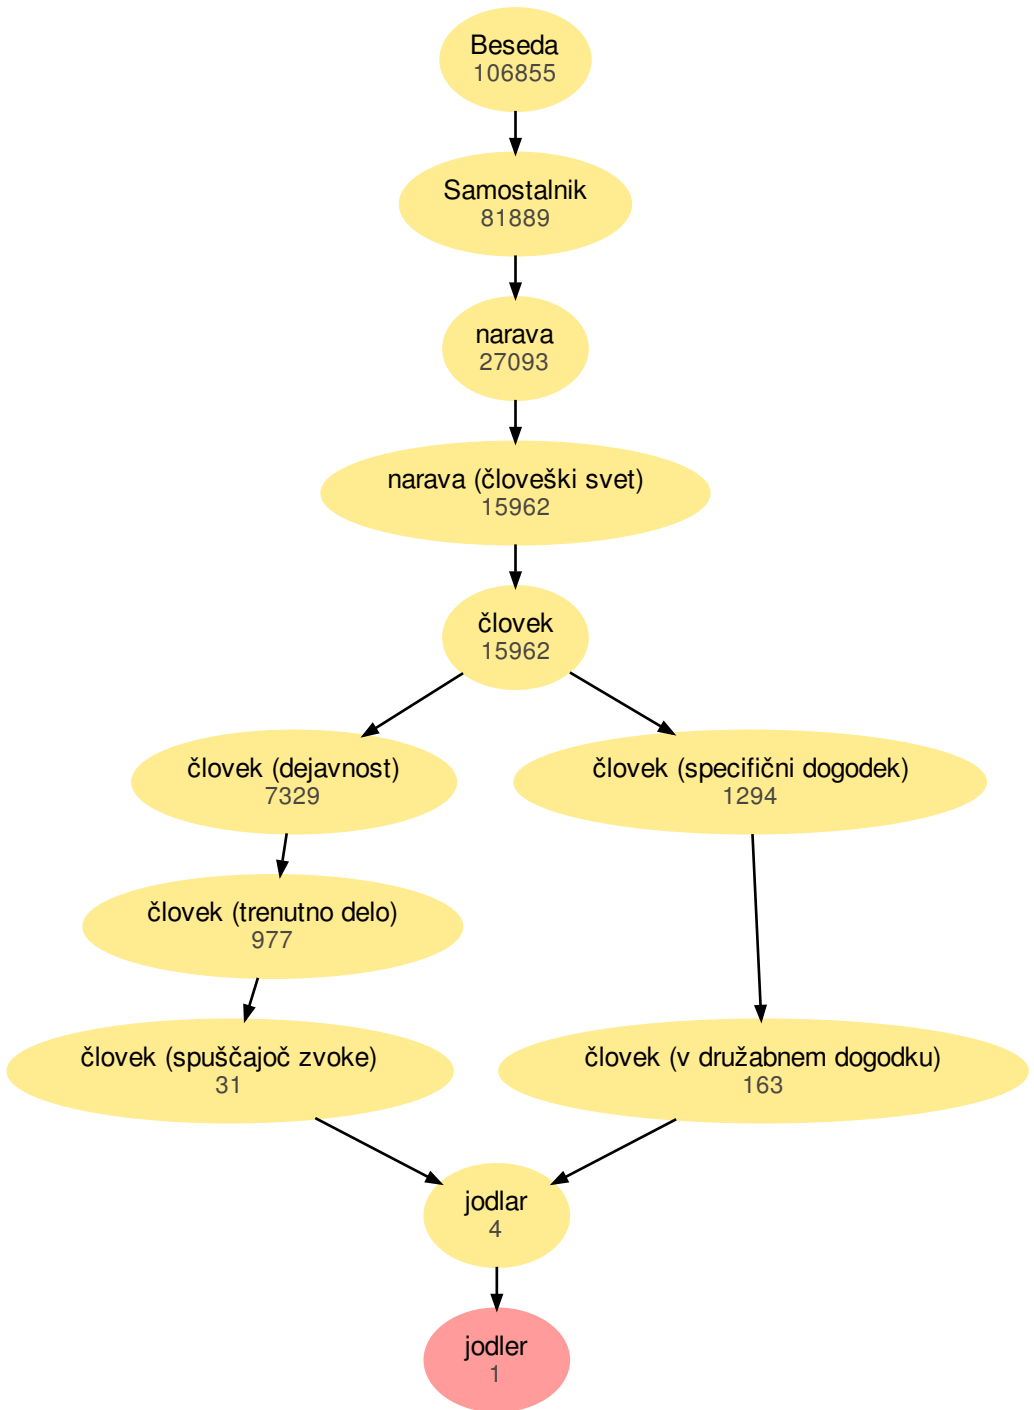 Beseda
106855
Samostalnik
81889
narava
27093
narava (človeški svet)
15962
človek
15962
človek (dejavnost)
7329
človek (specifični dogodek)
1294
človek (trenutno delo)
977
človek (spuščajoč zvoke)
31
človek (v družabnem dogodku)
163
jodlar
4
jodler
1